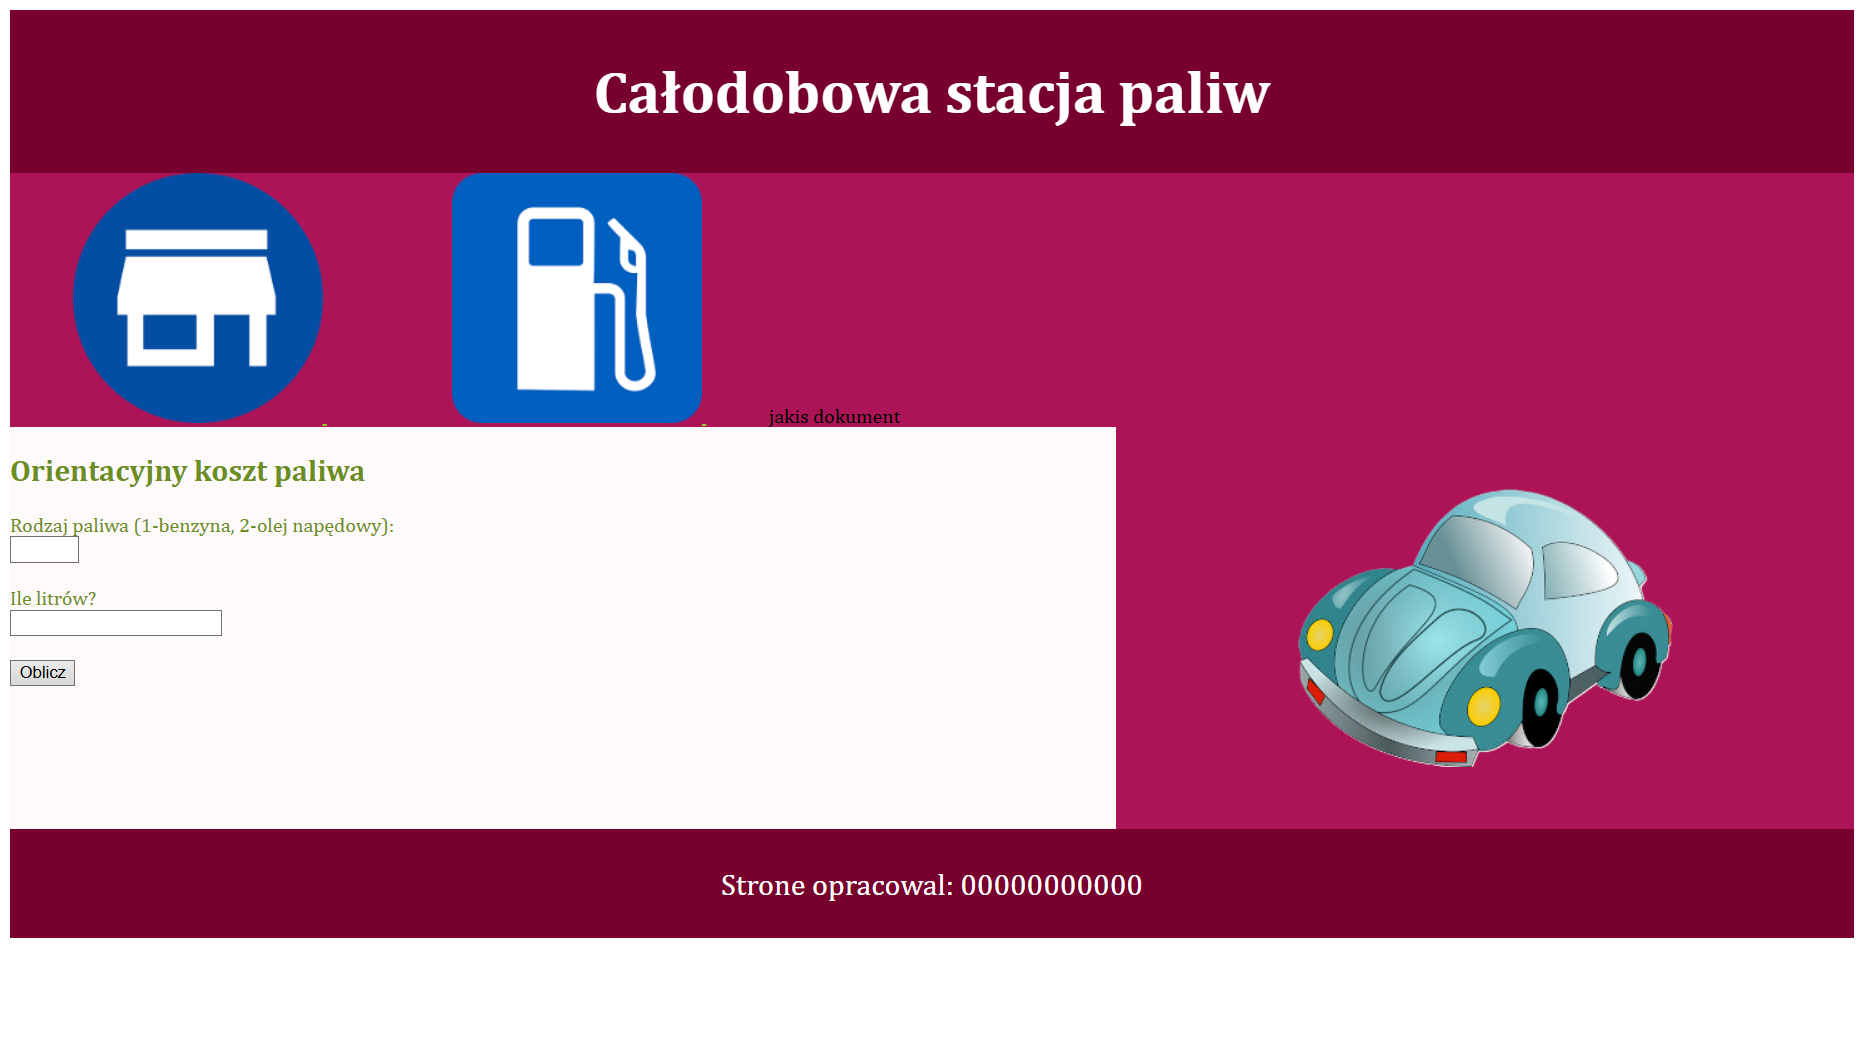 Całodobowa stacja paliw
jakis dokument
Orientacyjny koszt paliwa
Rodzaj paliwa (1-benzyna, 2-olej napędowy):
Ile litrów?
Oblicz
Strone opracowal: 00000000000